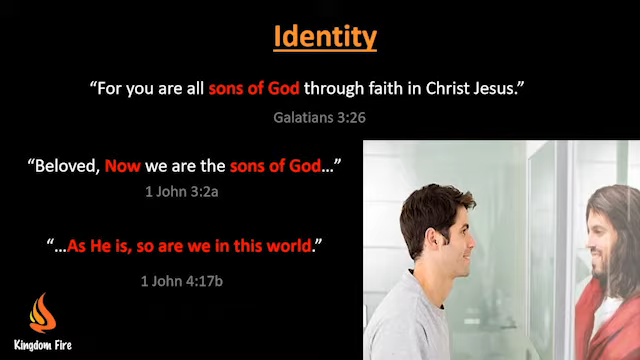 Identity
“For you are all sons of God through faith in Christ Jesus.”
Galatians 3:26
“Beloved, Now we are the sons of God…”
1 John 3:2a
“…As He is, so are we in this world.”
1 John 4:17b
Kingdom Fire